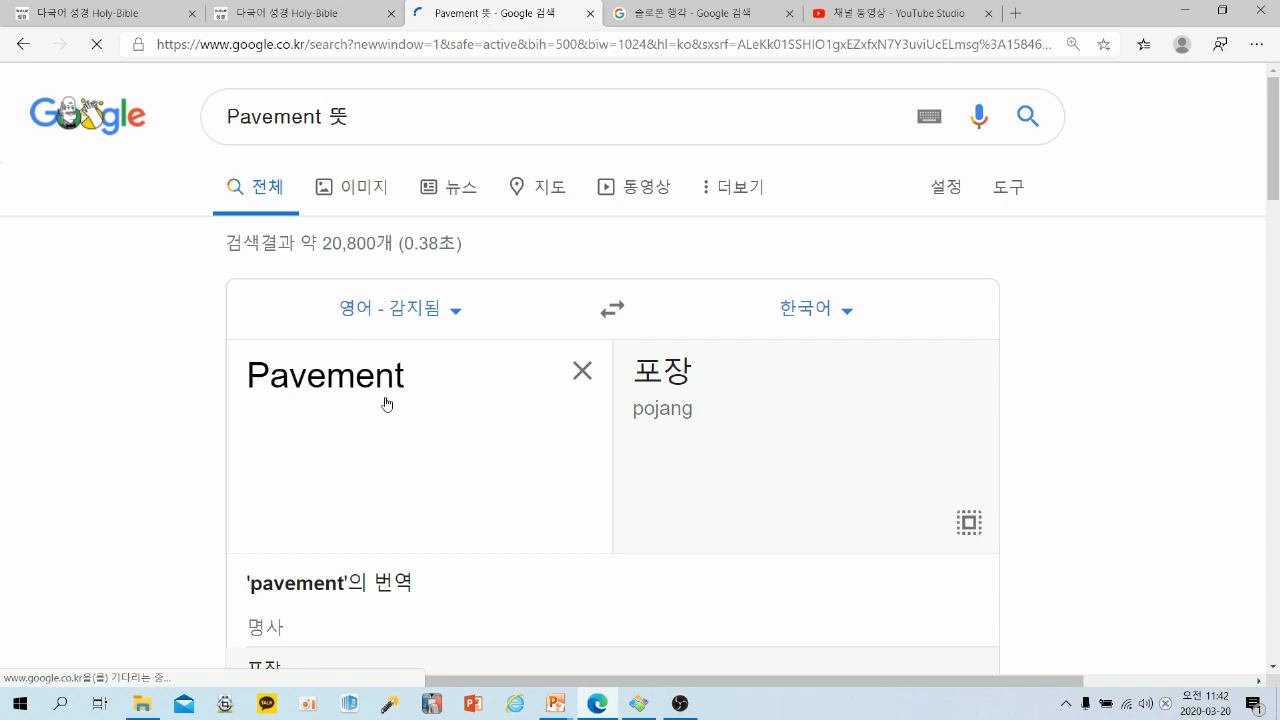 다국어 성경 Holy-Bible
다국어 성경 Holy-Bible
Pavement 뜻 - Google 검색
솔로몬 행각 - Google 검색
채널 동영상 - YouTube Studio
https://www.google.co.kr/search?newwindow=1&safe=active&bih=500&biw=1024&hl=ko&sxsrf=ALeKk01SSHIO1gxEZxfxN7Y3uviUcELmsg%3A15846...
Google
Pavement 뜻
전체
이미지
뉴스
지도
동영상
더보기
설정
도구
검색결과 약 20,800개 (0.38초)
영어 - 감지됨
한국어
Pavement
포장
pojang
'pavement'의 번역
명사
포장
www.google.co.kr을(를) 기다리는 중...
TALK
오전 11:42
2020-03-20
1